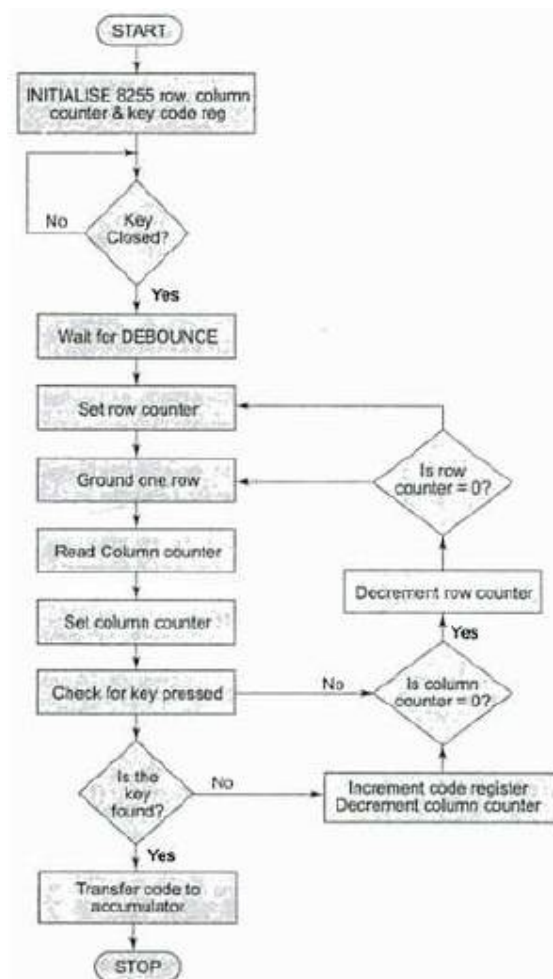 START
INITIALISE 8255 row, column
counter & key code reg
No
Key
Closed?
Yes
Wait for DEBOUNCE
Set row counter
Ground one row
Is row
counter = 0?
Read Column counter
Decrement row counter
Set column counter
Yes
Check for key pressed
No
Is column
counter = 0?
Is the
key
found?
No
Increment code register
Decrement column counter
Yes
Transfer code to
accumulator
STOP